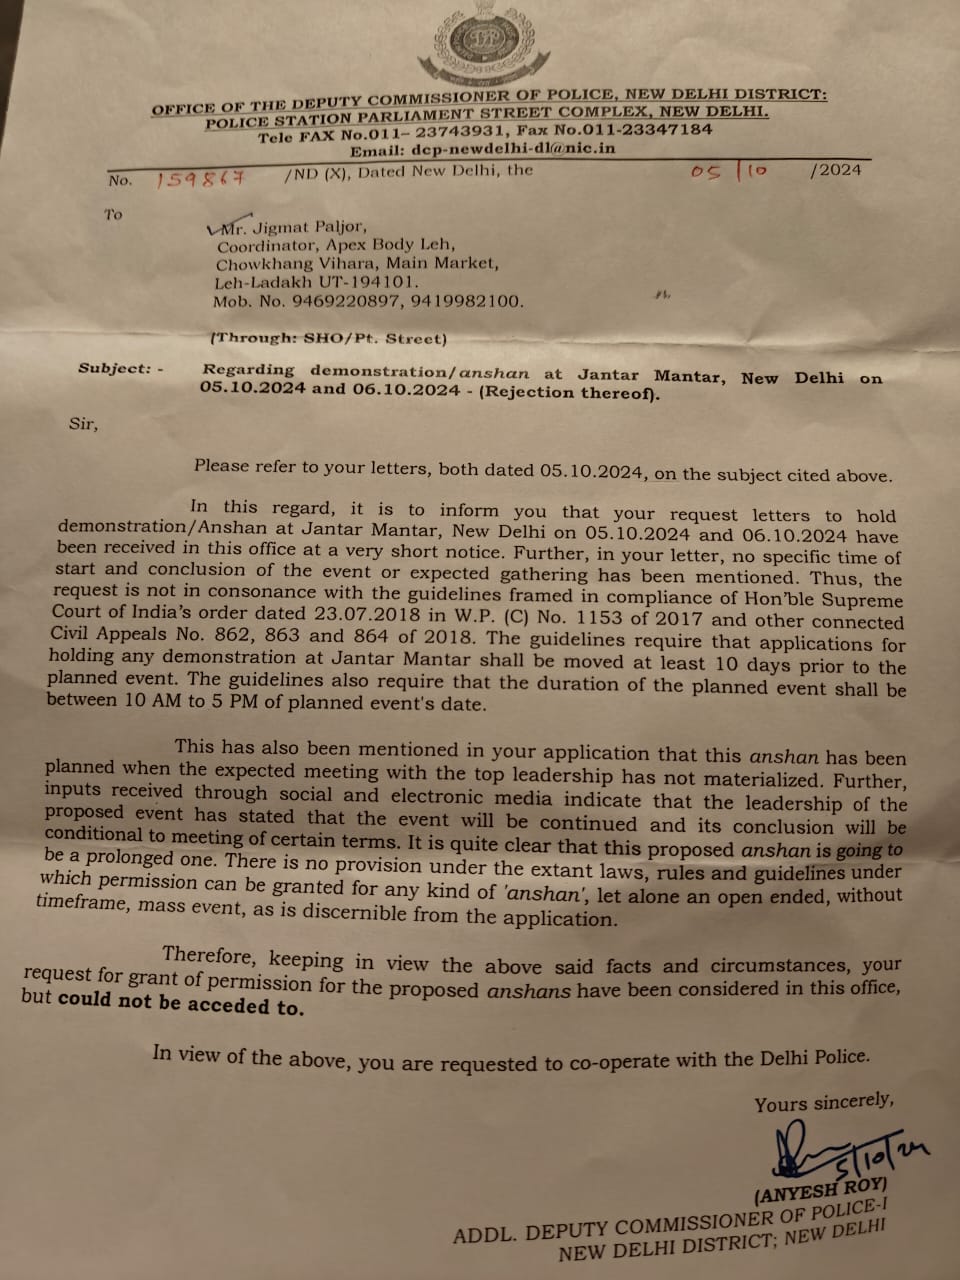 OFFICE OF THE DEPUTY COMMISSIONER OF POLICE, NEW DELHI DISTRICT:
POLICE STATION PARLIAMENT STREET COMPLEX, NEW DELHI.
Tele FAX No.011– 23743931, Fax No.011-23347184
Email: dcp-newdelhi-dl@nic.in
No. 159867 /ND (X), Dated New Delhi, the 05/10 /2024
To
Mr. Jigmat Paljor,
Coordinator, Apex Body Leh,
Chowkhang Vihara, Main Market,
Leh-Ladakh UT-194101.
Mob. No. 9469220897, 9419982100.
(Through: SHO/Pt. Street)
Subject: - Regarding demonstration/anshan at Jantar Mantar, New Delhi on
05.10.2024 and 06.10.2024 - (Rejection thereof).
Sir,
Please refer to your letters, both dated 05.10.2024, on the subject cited above.
In this regard, it is to inform you that your request letters to hold
demonstration/Anshan at Jantar Mantar, New Delhi on 05.10.2024 and 06.10.2024 have
been received in this office at a very short notice. Further, in your letter, no specific time of
start and conclusion of the event or expected gathering has been mentioned. Thus, the
request is not in consonance with the guidelines framed in compliance of Hon'ble Supreme
Court of India's order dated 23.07.2018 in W.P. (C) No. 1153 of 2017 and other connected
Civil Appeals No. 862, 863 and 864 of 2018. The guidelines require that applications for
holding any demonstration at Jantar Mantar shall be moved at least 10 days prior to the
planned event. The guidelines also require that the duration of the planned event shall be
between 10 AM to 5 PM of planned event's date.
This has also been mentioned in your application that this anshan has been
planned when the expected meeting with the top leadership has not materialized. Further,
inputs received through social and electronic media indicate that the leadership of the
proposed event has stated that the event will be continued and its conclusion will be
conditional to meeting of certain terms. It is quite clear that this proposed anshan is going to
be a prolonged one. There is no provision under the extant laws, rules and guidelines under
which permission can be granted for any kind of 'anshan', let alone an open ended, without
timeframe, mass event, as is discernible from the application.
Therefore, keeping in view the above said facts and circumstances, your
request for grant of permission for the proposed anshans have been considered in this office,
but could not be acceded to.
In view of the above, you are requested to co-operate with the Delhi Police.
Yours sincerely,
5/10/24
(ANYESH ROY)
ADDL. DEPUTY COMMISSIONER OF POLICE-I
NEW DELHI DISTRICT; NEW DELHI